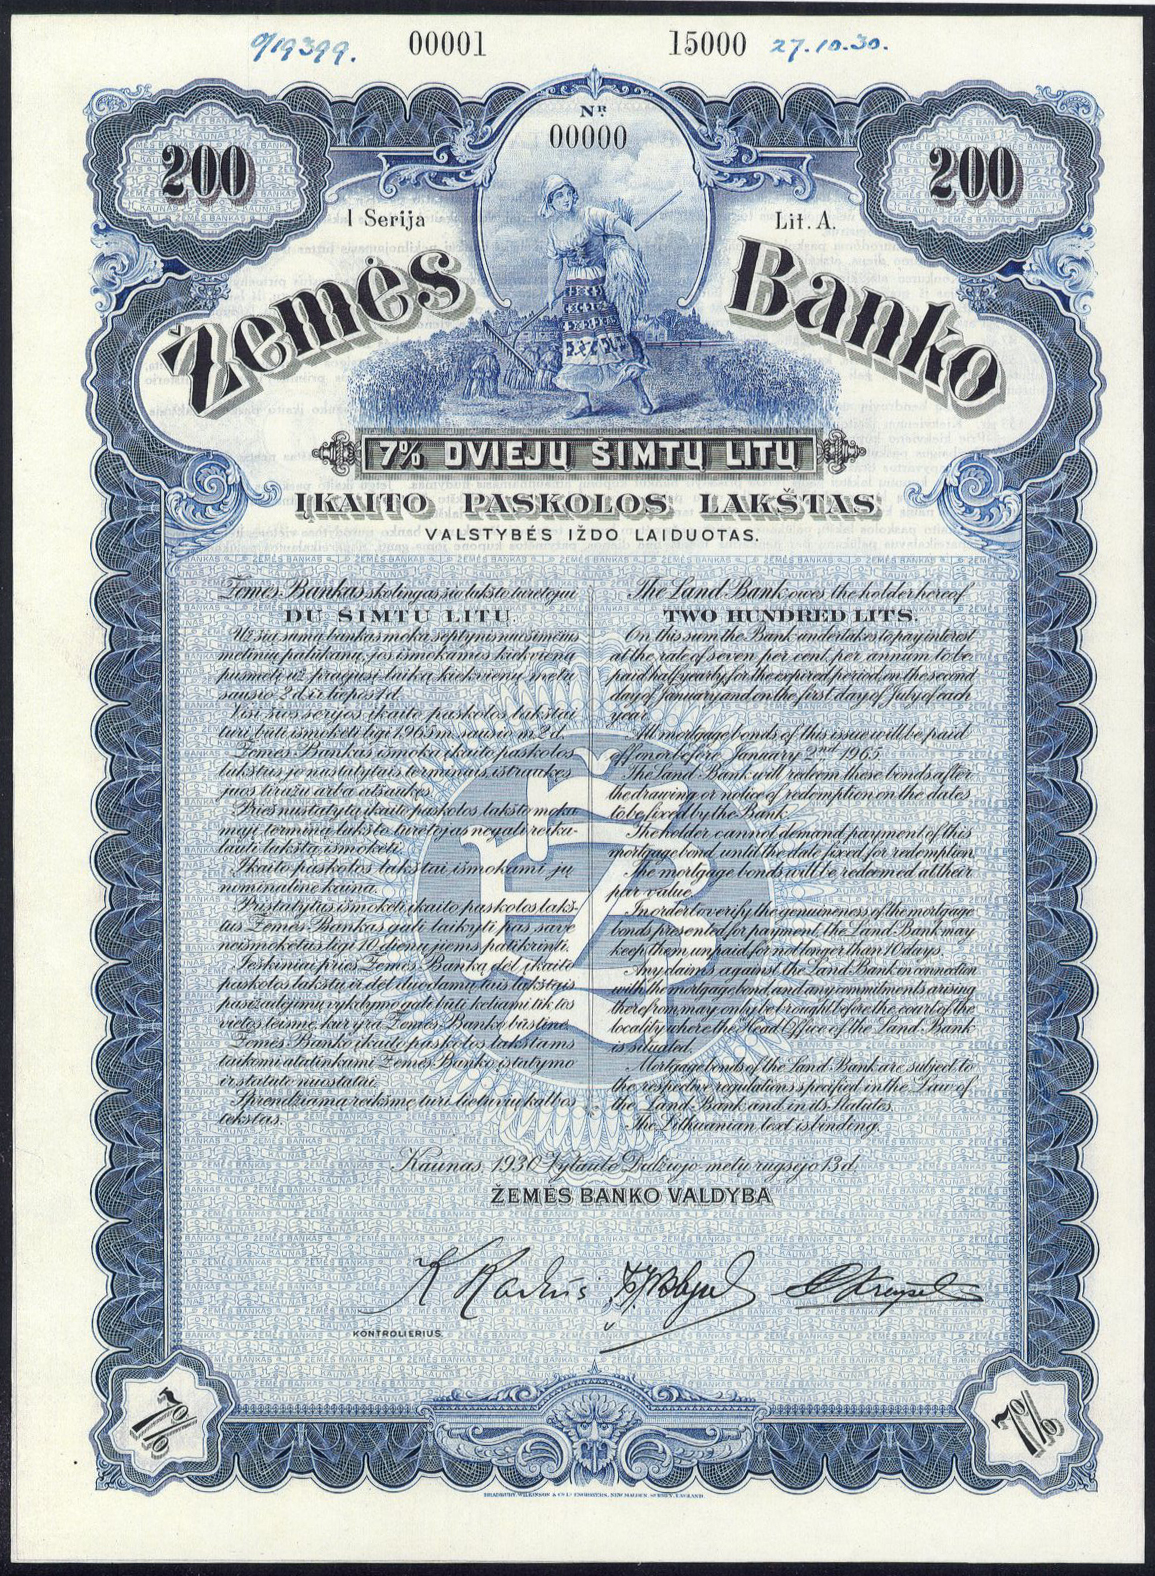 0/19399. 00001 15000 27.10.30.
Nr.
00000
200 200
I Serija Lit. A.
Žemės Banko
7% DVIEJŲ ŠIMTŲ LITŲ
ĮKAITO PASKOLOS LAKŠTAS
VALSTYBĖS IŽDO LAIDUOTAS.
Žemės Bankas skolingas šio lakšto turėtojui
DU ŠIMTU LITU.
Už šią sumą bankas moka septynis nuošimčius
metinių palūkanų, jos išmokamos kiekvieną
pusmetį už praėjusį laiką kiekvienų metų
sausio 2 d. ir liepos 1 d.
Visi šios serijos įkaito paskolos lakštai
turi būti išmokėti ligi 1965 m. sausio m. 2 d.
Žemės Bankas išmoka įkaito paskolos
lakštus jo nustatytais terminais, ištraukęs
juos tiražu arba atšaukęs.
Prieš nustatytą įkaito paskolos lakšto moka-
mąjį terminą lakšto turėtojas negali reika-
lauti lakštą išmokėti.
Įkaito paskolos lakštai išmokami jų
nominaline kaina.
Pristatytus išmokėti įkaito paskolos lakš-
tus Žemės Bankas gali laikyti pas save
neišmokėtus ligi 10 dienų jiems patikrinti.
Ieškiniai prieš Žemės Banką dėl įkaito
paskolos lakštų ir dėl duodamų tais lakštais
pasižadėjimų vykdymo gali būti keliami tik tos
vietos teisme, kur yra Žemės Banko būstinė.
Žemės Banko įkaito paskolos lakštams
taikomi atatinkami Žemės Banko įstatymo
ir statuto nuostatai.
Sprendžiamą reikšmę turi lietuvių kalbos
tekstas.
The Land Bank owes the holder hereof
TWO HUNDRED LITS.
On this sum the Bank undertakes to pay interest
at the rate of seven per cent. per annum to be
paid half yearly for the expired period on the second
day of January and on the first day of July of each
year.
All mortgage bonds of this issue will be paid
off on or before January 2nd 1965.
The Land Bank will redeem these bonds after
the drawing or notice of redemption on the dates
to be fixed by the Bank.
The holder cannot demand payment of this
mortgage bond, until the date fixed for redemption.
The mortgage bonds will be redeemed at their
par value.
In order to verify the genuineness of the mortgage
bonds presented for payment, the Land Bank may
keep them unpaid for not longer than 10 days.
Any claims against the Land Bank in connection
with the mortgage bond, and any commitments arising
therefrom may only be brought before the court of the
locality where the Head Office of the Land Bank
is situated.
Mortgage bonds of the Land Bank are subject to
the respective regulations specified in the Law of
the Land Bank and in its Statutes.
The Lithuanian text is binding.
Kaunas, 1930 Vytauto Didžiojo metų rugsėjo 13 d.
ŽEMĖS BANKO VALDYBA
KONTROLIERIUS.
7% 7%
BRADBURY, WILKINSON & Co. Ld. ENGRAVERS, NEW MALDEN, SURREY, ENGLAND.